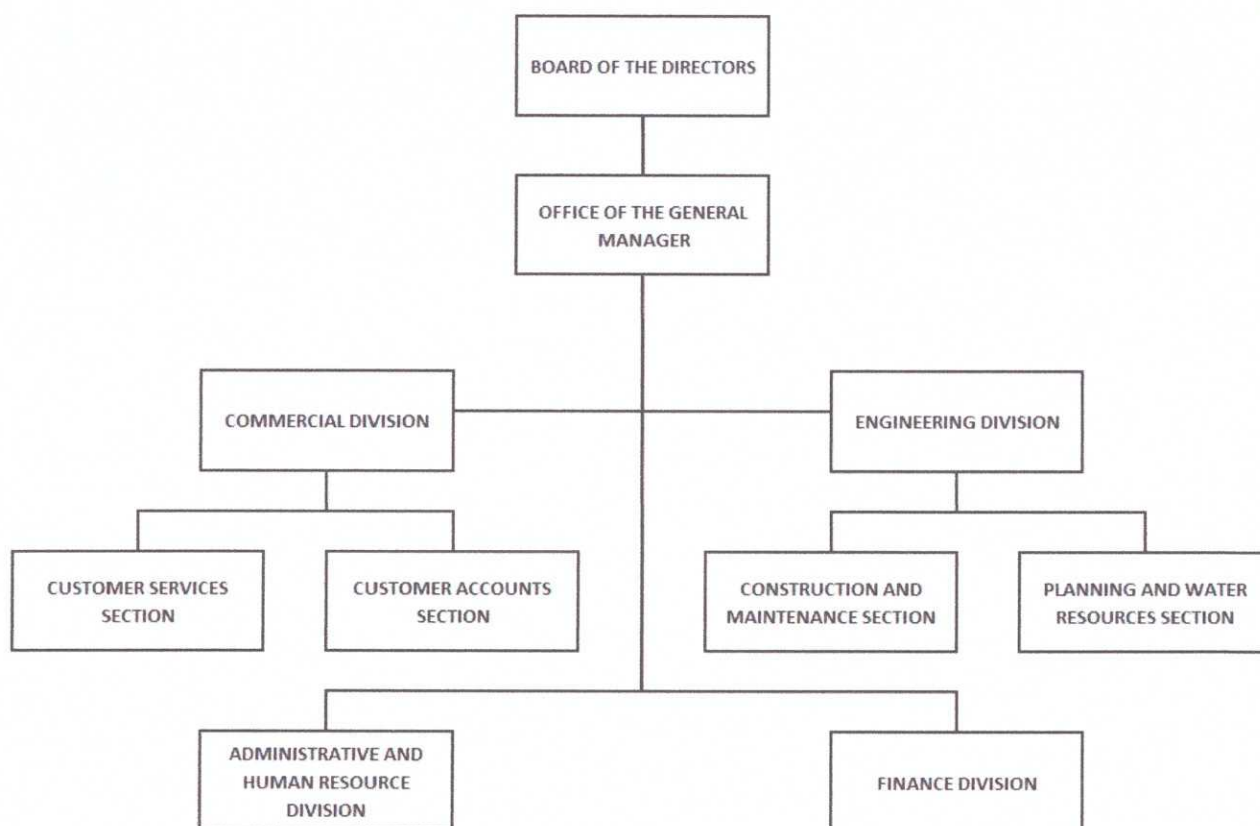 BOARD OF THE DIRECTORS
OFFICE OF THE GENERAL
MANAGER
COMMERCIAL DIVISION
ENGINEERING DIVISION
CUSTOMER SERVICES
SECTION
CUSTOMER ACCOUNTS
SECTION
CONSTRUCTION AND
MAINTENANCE SECTION
PLANNING AND WATER
RESOURCES SECTION
ADMINISTRATIVE AND
HUMAN RESOURCE
DIVISION
FINANCE DIVISION